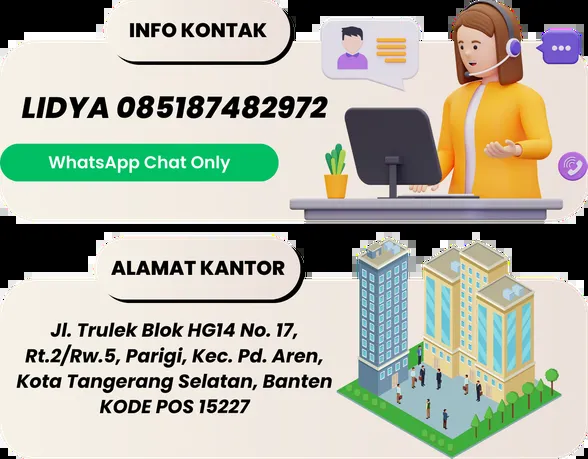 INFO KONTAK
LIDYA 085187482972
WhatsApp Chat Only
ALAMAT KANTOR
Jl. Trulek Blok HG14 No. 17,
Rt.2/Rw.5, Parigi, Kec. Pd. Aren,
Kota Tangerang Selatan, Banten
KODE POS 15227